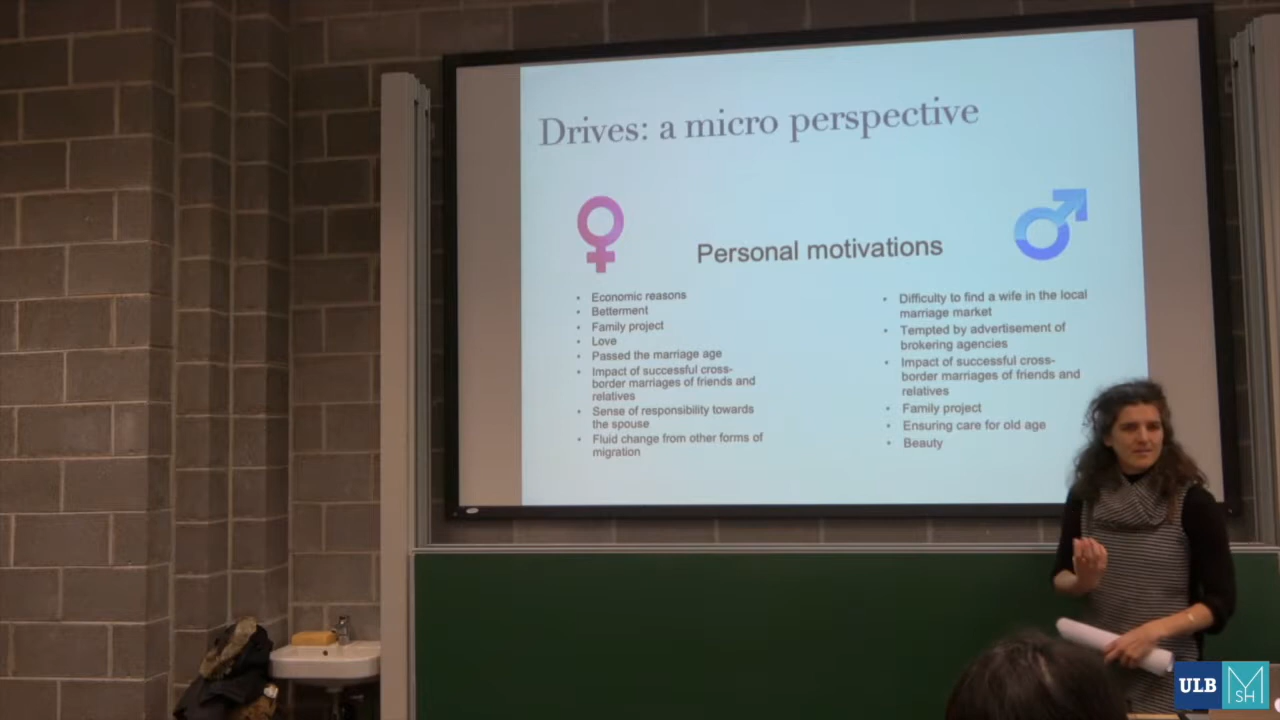 Drives: a micro perspective
Personal motivations
• Economic reasons
• Betterment
• Family project
• Love
• Passed the marriage age
• Impact of successful cross-
border marriages of friends and
relatives
• Sense of responsibility towards
the spouse
• Fluid change from other forms of
migration
• Difficulty to find a wife in the local
marriage market
• Tempted by advertisement of
brokering agencies
• Impact of successful cross-
border marriages of friends and
relatives
• Family project
• Ensuring care for old age
• Beauty
ULB
MSH